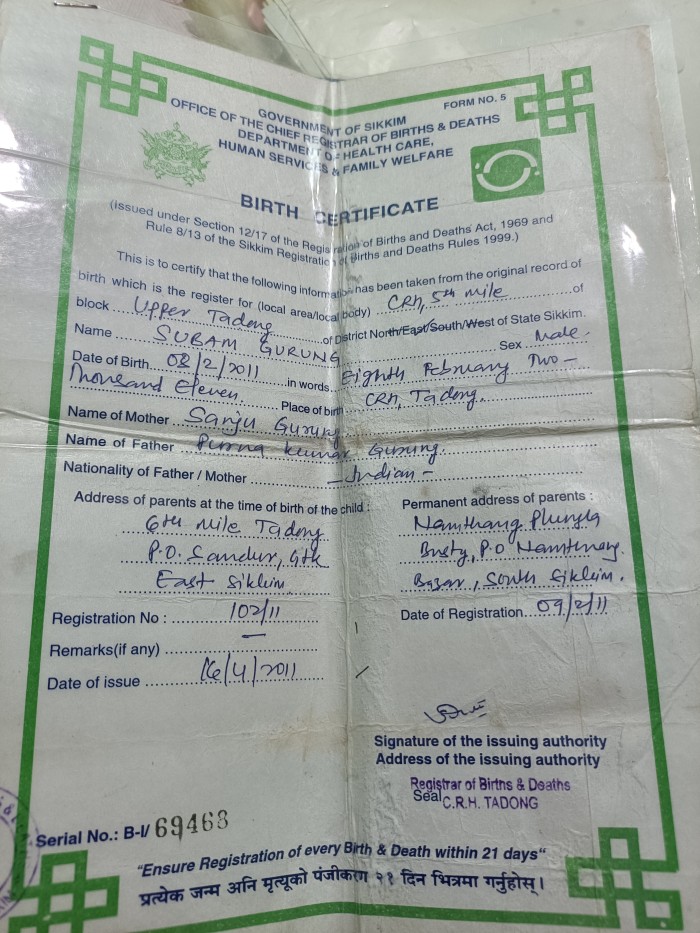 FORM NO. 5
GOVERNMENT OF SIKKIM
OFFICE OF THE CHIEF REGISTRAR OF BIRTHS & DEATHS
DEPARTMENT OF HEALTH CARE,
HUMAN SERVICES & FAMILY WELFARE
BIRTH CERTIFICATE
(issued under Section 12/17 of the Registration of Births and Deaths Act, 1969 and
Rule 8/13 of the Sikkim Registration of Births and Deaths Rules 1999.)
This is to certify that the following information has been taken from the original record of
birth which is the register for (local area/local body) CRH, 5th mile of
block Upper Tadong of District North/East/South/West of State Sikkim.
Name SUBAM GURUNG Sex Male.
Date of Birth 08/2/2011 in words Eighth February Two-
Thousand Eleven. Place of birth CRH, Tadong.
Name of Mother Sanju Gurung
Name of Father Purna Kumar Gurung.
Nationality of Father / Mother - Indian -
Address of parents at the time of birth of the child :
6th mile Tadong
P.O. Samdur, Gtk
East Sikkim
Permanent address of parents :
Namthang
Busty, P.O Namthang
Bazar, South Sikkim.
Registration No : 102/11
Date of Registration 09/2/11
Remarks(if any) —
Date of issue 16/4/2011
Signature of the issuing authority
Address of the issuing authority
Registrar of Births & Deaths
Seal C.R.H. TADONG
Serial No.: B-I/ 69468
"Ensure Registration of every Birth & Death within 21 days"
प्रत्येक जन्म अनि मृत्यूको पंजीकरण २१ दिन भित्रमा गर्नुहोस् ।